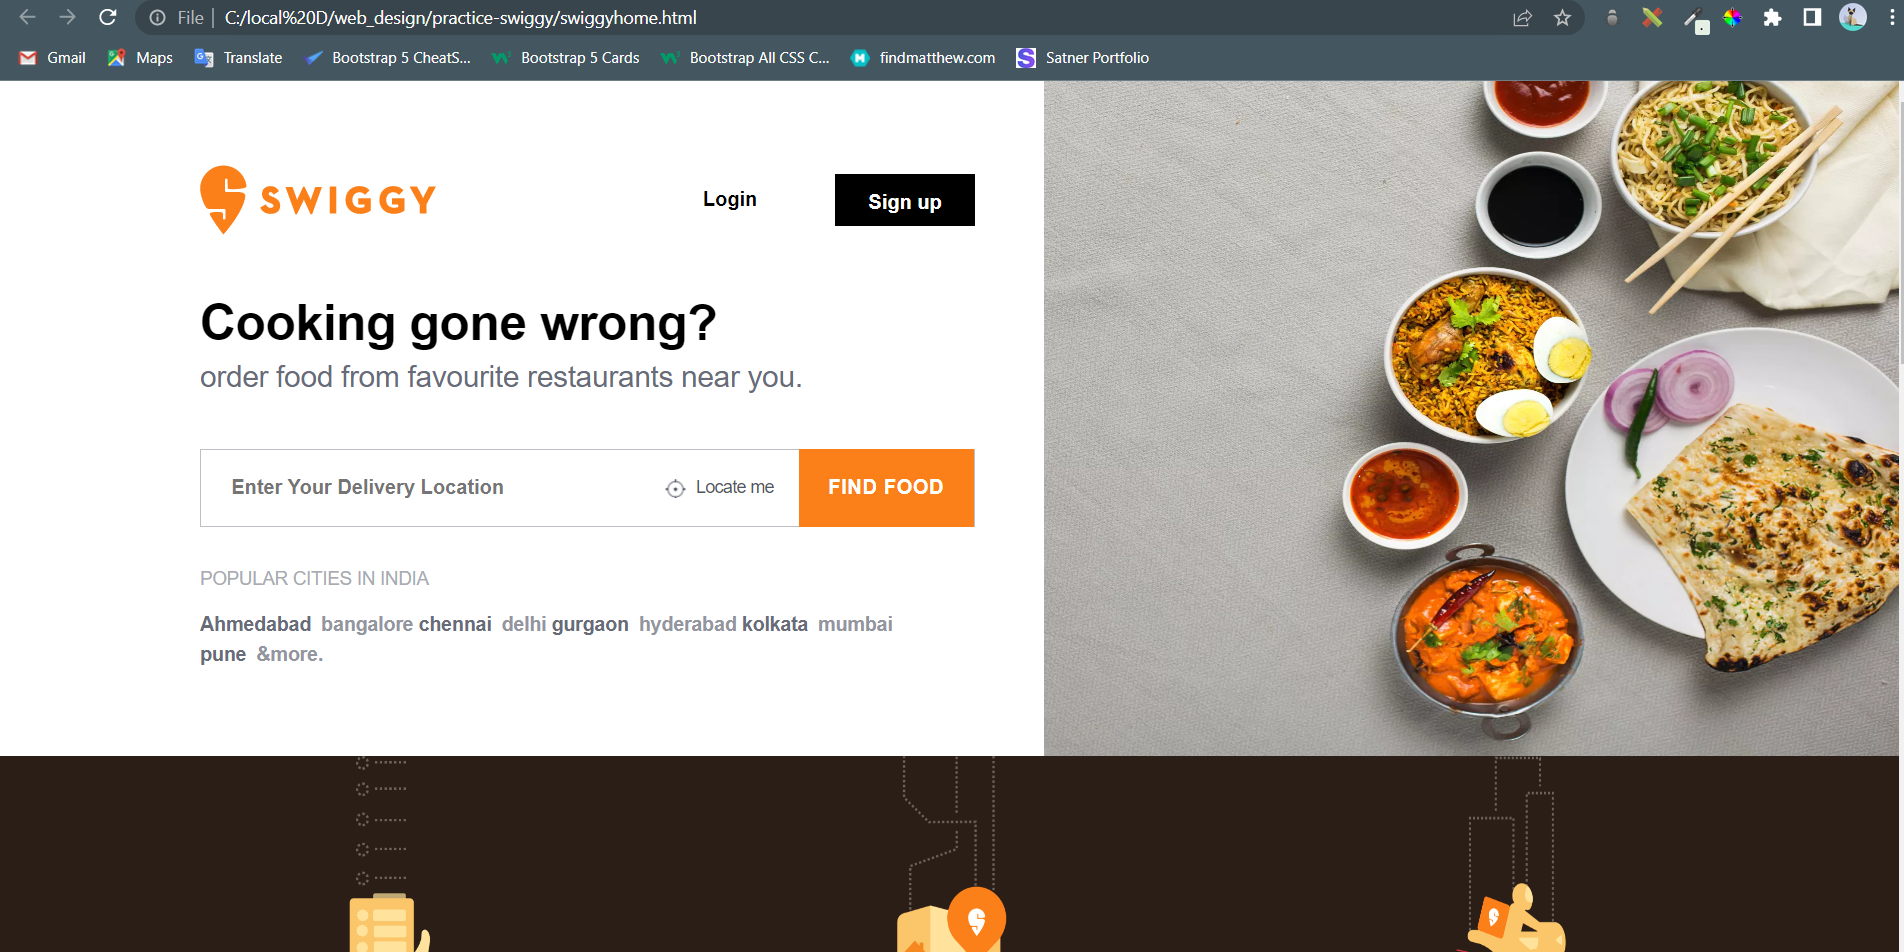 File | C:/local%20D/web_design/practice-swiggy/swiggyhome.html
Gmail Maps Translate Bootstrap 5 CheatS... Bootstrap 5 Cards Bootstrap All CSS C... findmatthew.com Satner Portfolio
SWIGGY Login Sign up
Cooking gone wrong?
order food from favourite restaurants near you.
Enter Your Delivery Location Locate me FIND FOOD
POPULAR CITIES IN INDIA
Ahmedabad bangalore chennai delhi gurgaon hyderabad kolkata mumbai
pune &more.